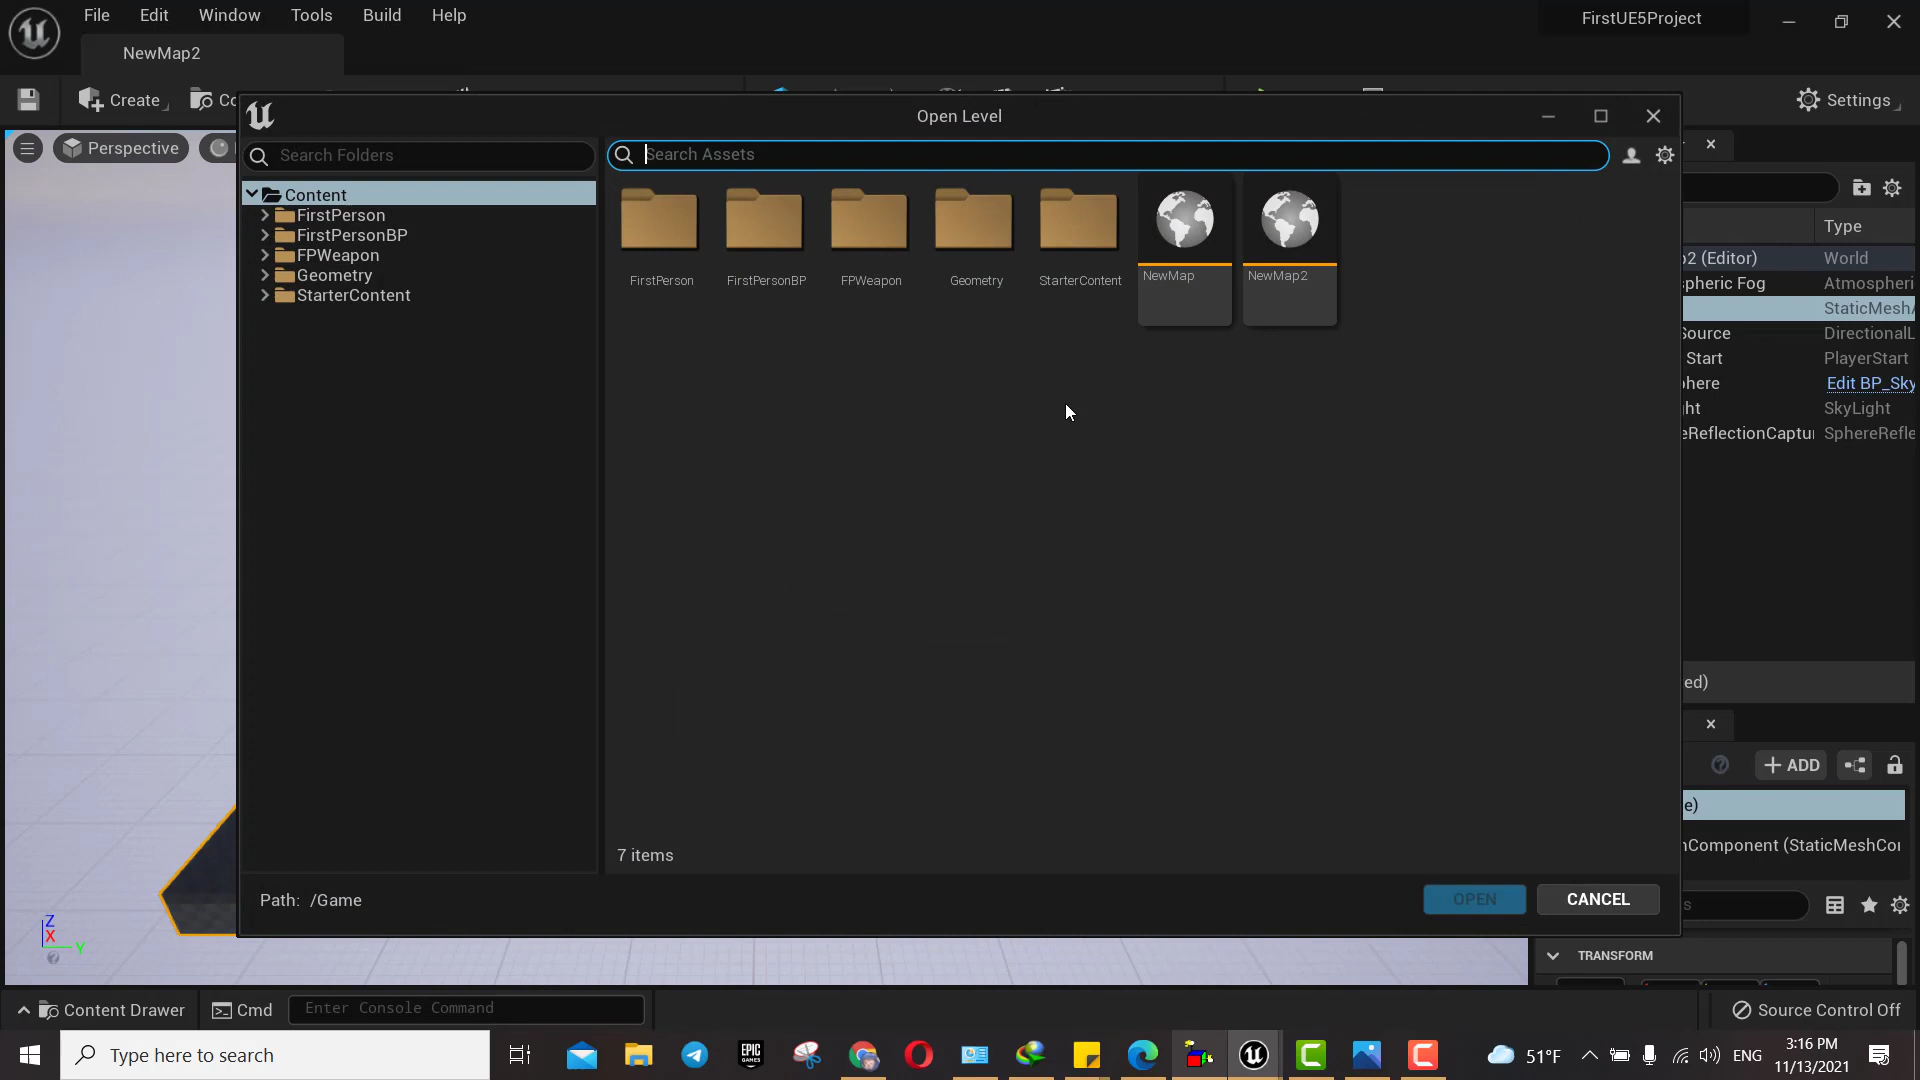 File Edit Window Tools Build Help
FirstUE5Project
NewMap2
Create
Settings
Open Level
Perspective
Search Folders
Search Assets
Content
FirstPerson
FirstPersonBP
FPWeapon
Geometry
StarterContent
FirstPerson FirstPersonBP FPWeapon Geometry StarterContent NewMap NewMap2
Type
(Editor) World
pheric Fog Atmospheri
StaticMesh
Source DirectionalL
Start PlayerStart
here Edit BP_Sky
ht SkyLight
eReflectionCaptur SphereRefle
ed)
ADD
e)
Component (StaticMeshCo
7 items
Path: /Game
OPEN CANCEL
TRANSFORM
Z
X
Y
Content Drawer Cmd Enter Console Command Source Control Off
Type here to search
EPIC GAMES
51°F
ENG
3:16 PM
11/13/2021